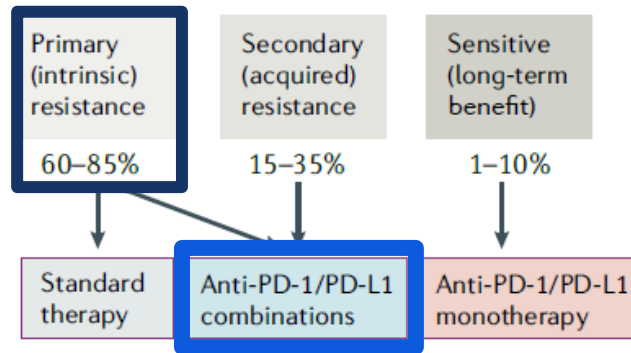 Primary
(intrinsic)
resistance
60–85%
Secondary
(acquired)
resistance
15–35%
Sensitive
(long-term
benefit)
1–10%
Standard
therapy
Anti-PD-1/PD-L1
combinations
Anti-PD-1/PD-L1
monotherapy